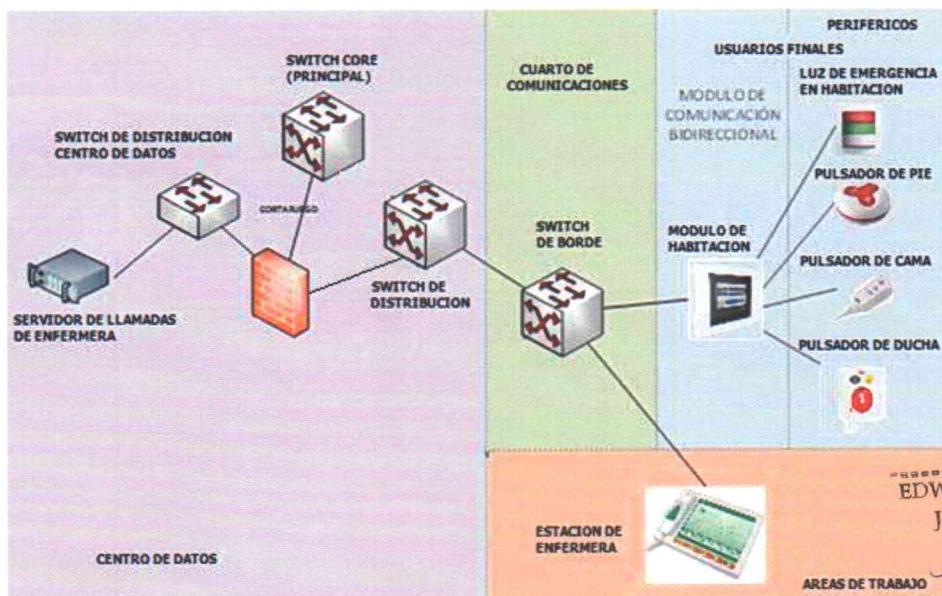 PERIFERICOS
USUARIOS FINALES
SWITCH CORE
(PRINCIPAL)
CUARTO DE
COMUNICACIONES
LUZ DE EMERGENCIA
EN HABITACION
MODULO DE
COMUNICACIÓN
BIDIRECCIONAL
SWITCH DE DISTRIBUCION
CENTRO DE DATOS
PULSADOR DE PIE
CORTAFUEGO
SWITCH
DE BORDE
MODULO DE
HABITACION
PULSADOR DE CAMA
SWITCH DE
DISTRIBUCION
SERVIDOR DE LLAMADAS
DE ENFERMERA
PULSADOR DE DUCHA
EDW
J
ESTACION DE
ENFERMERA
CENTRO DE DATOS
AREAS DE TRABAJO